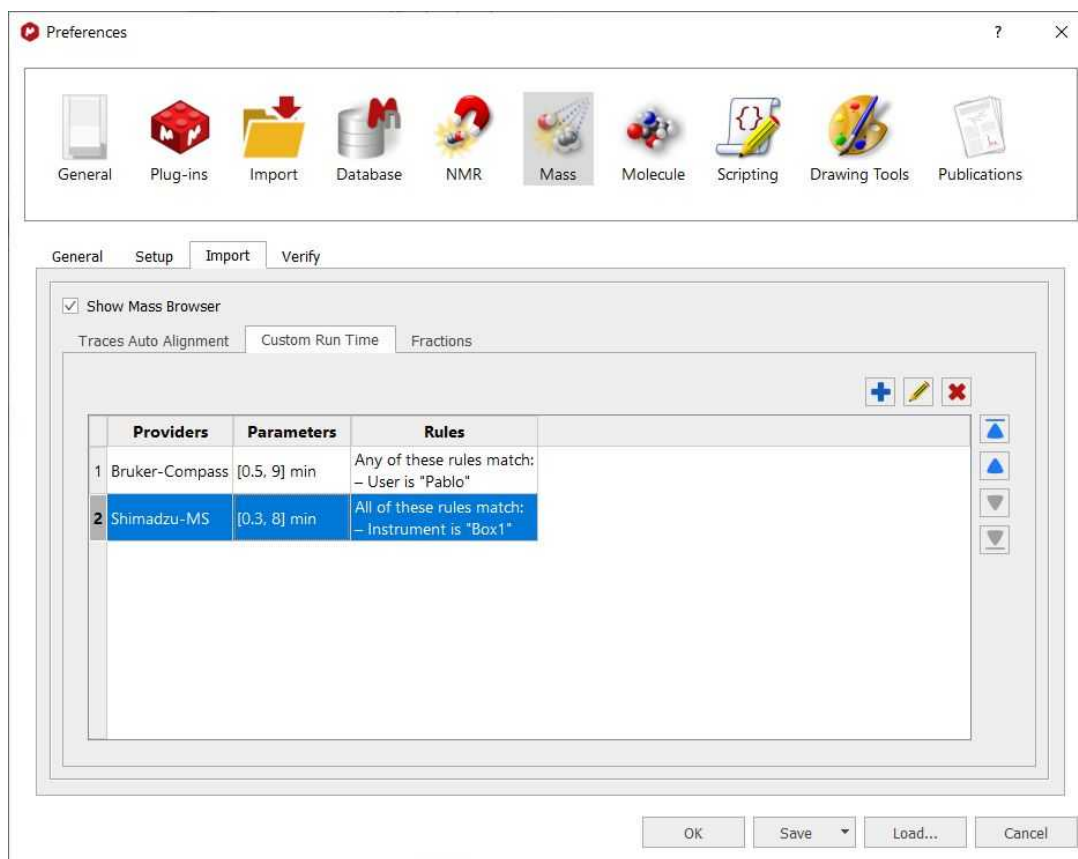 Preferences
?
General
Plug-ins
Import
Database
NMR
Mass
Molecule
Scripting
Drawing Tools
Publications
General
Setup
Import
Verify
Show Mass Browser
Traces Auto Alignment
Custom Run Time
Fractions
Providers
Parameters
Rules
1
Bruker-Compass
[0.5, 9] min
Any of these rules match:
– User is "Pablo"
2
Shimadzu-MS
[0.3, 8] min
All of these rules match:
– Instrument is "Box1"
OK
Save
Load...
Cancel